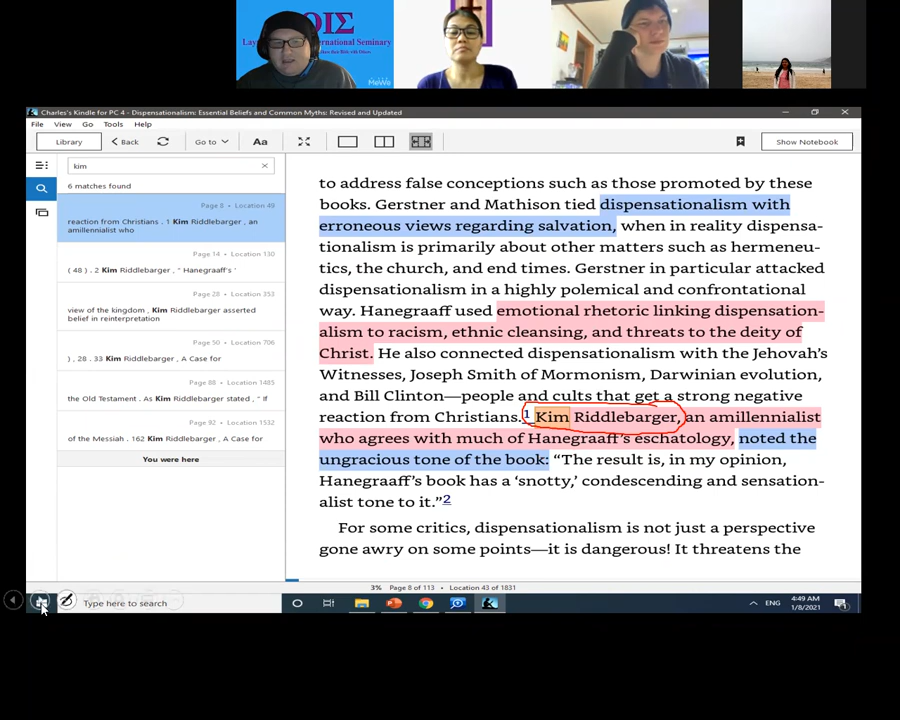 ΟΙΣ
International Seminary
MeWe
Charles's Kindle for PC 4 - Dispensationalism: Essential Beliefs and Common Myths: Revised and Updated
File View Go Tools Help
Library Back Aa Go to Show Notebook
kim
6 matches found
Page 8 • Location 49
reaction from Christians . 1 Kim Riddlebarger , an
amillennialist who
Page 14 • Location 130
( 48 ) . 2 Kim Riddlebarger , " Hanegraaff's '
Page 28 • Location 353
view of the kingdom , Kim Riddlebarger asserted
belief in reinterpretation
Page 50 • Location 706
) , 28 . 33 Kim Riddlebarger , A Case for
Page 88 • Location 1485
the Old Testament . As Kim Riddlebarger stated , " If
Page 92 • Location 1532
of the Messiah . 162 Kim Riddlebarger , A Case for
You were here
to address false conceptions such as those promoted by these
books. Gerstner and Mathison tied dispensationalism with
erroneous views regarding salvation, when in reality dispensa-
tionalism is primarily about other matters such as hermeneu-
tics, the church, and end times. Gerstner in particular attacked
dispensationalism in a highly polemical and confrontational
way. Hanegraaff used emotional rhetoric linking dispensation-
alism to racism, ethnic cleansing, and threats to the deity of
Christ. He also connected dispensationalism with the Jehovah's
Witnesses, Joseph Smith of Mormonism, Darwinian evolution,
and Bill Clinton—people and cults that get a strong negative
reaction from Christians.1 Kim Riddlebarger, an amillennialist
who agrees with much of Hanegraaff's eschatology, noted the
ungracious tone of the book: “The result is, in my opinion,
Hanegraaff's book has a ‘snotty,’ condescending and sensation-
alist tone to it.”2
For some critics, dispensationalism is not just a perspective
gone awry on some points—it is dangerous! It threatens the
3% Page 8 of 113 • Location 43 of 1831
Type here to search
ENG
4:49 AM
1/8/2021